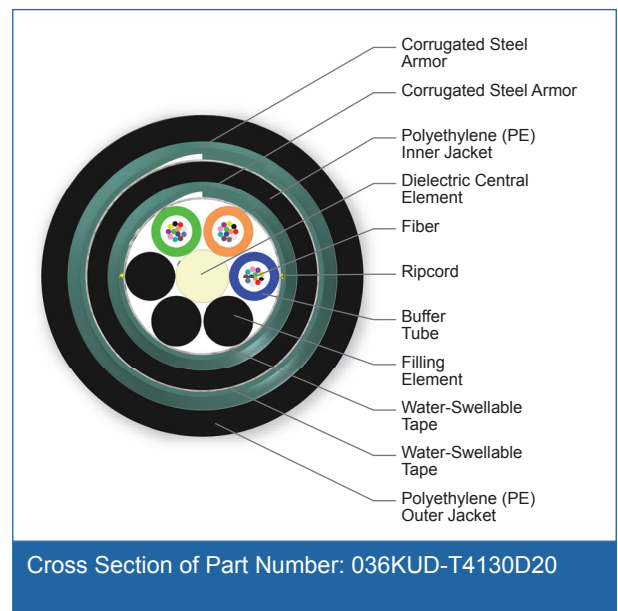 Corrugated Steel
Armor
Corrugated Steel Armor
Polyethylene (PE)
Inner Jacket
Dielectric Central
Element
Fiber
Ripcord
Buffer
Tube
Filling
Element
Water-Swellable
Tape
Water-Swellable
Tape
Polyethylene (PE)
Outer Jacket
Cross Section of Part Number: 036KUD-T4130D20